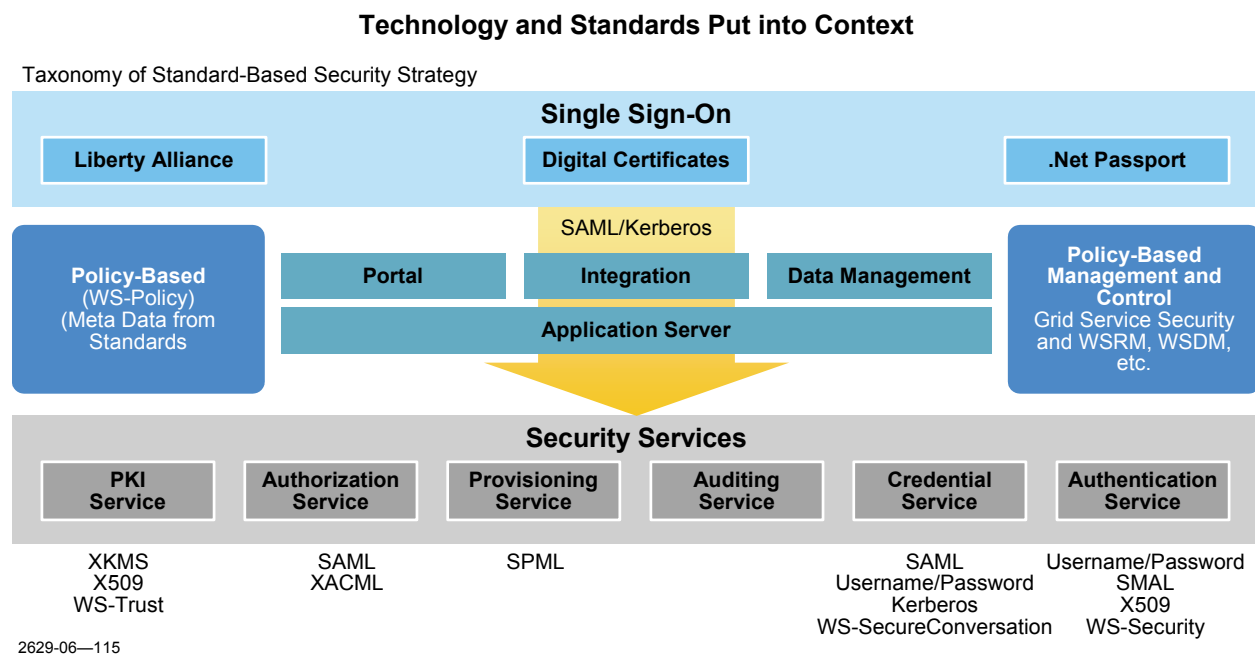 Technology and Standards Put into Context
Taxonomy of Standard-Based Security Strategy
Single Sign-On
Liberty Alliance
Digital Certificates
.Net Passport
SAML/Kerberos
Policy-Based
(WS-Policy)
(Meta Data from
Standards
Portal
Integration
Data Management
Application Server
Policy-Based
Management and
Control
Grid Service Security
and WSRM, WSDM,
etc.
Security Services
PKI
Service
Authorization
Service
Provisioning
Service
Auditing
Service
Credential
Service
Authentication
Service
XKMS
X509
WS-Trust
SAML
XACML
SPML
SAML
Username/Password
Kerberos
WS-SecureConversation
Username/Password
SMAL
X509
WS-Security
2629-06—115